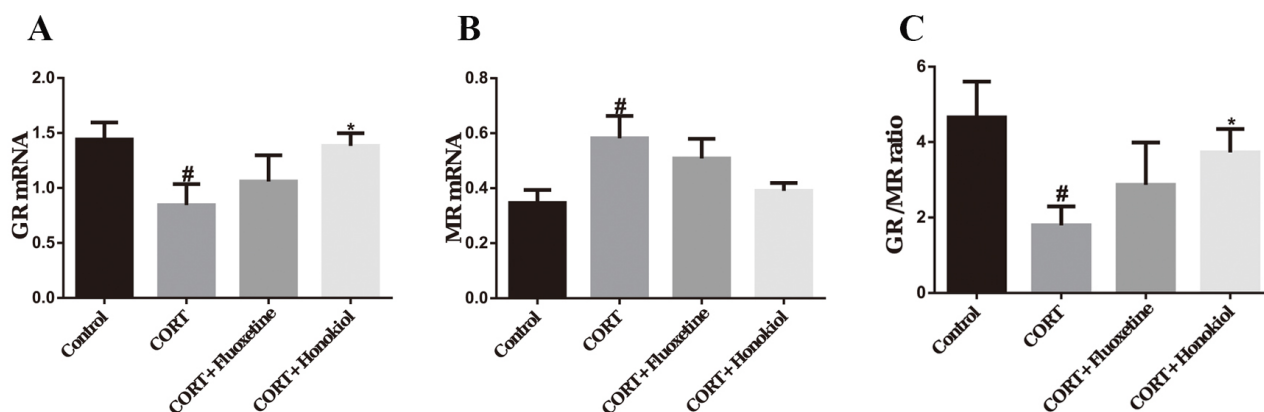 A
B
C
GR mRNA
2.0
1.5
1.0
0.5
0.0
#
*
Control
CORT
CORT + Fluoxetine
CORT + Honokiol
MR mRNA
0.8
0.6
0.4
0.2
0.0
#
Control
CORT
CORT + Fluoxetine
CORT + Honokiol
GR /MR ratio
6
4
2
0
#
*
Control
CORT
CORT + Fluoxetine
CORT + Honokiol